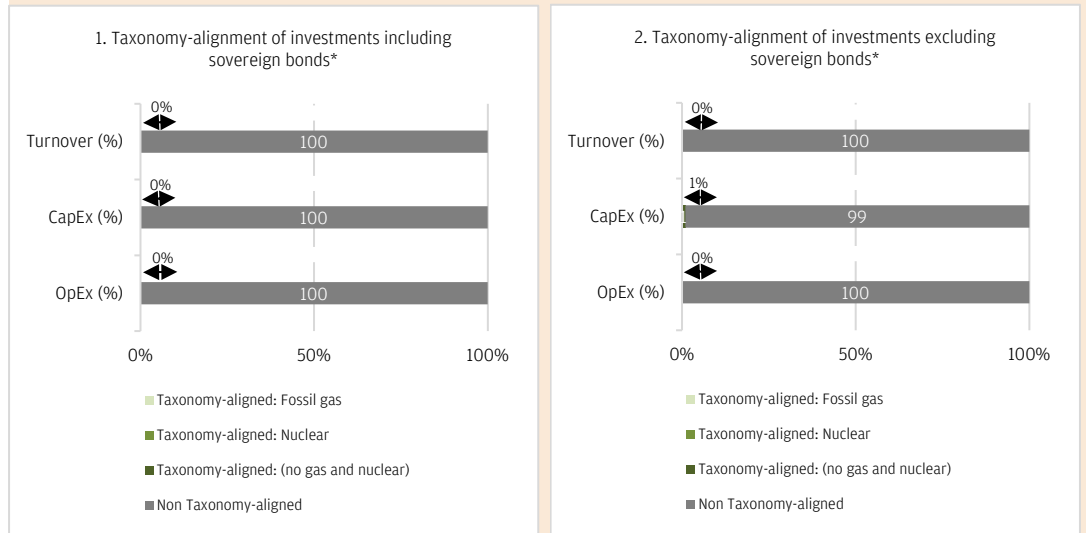 1. Taxonomy-alignment of investments including
sovereign bonds*
0%
Turnover (%)
100
0%
CapEx (%)
100
0%
OpEx (%)
100
0%
50%
100%
Taxonomy-aligned: Fossil gas
Taxonomy-aligned: Nuclear
Taxonomy-aligned: (no gas and nuclear)
Non Taxonomy-aligned
2. Taxonomy-alignment of investments excluding
sovereign bonds*
0%
Turnover (%)
100
1%
CapEx (%)
1
99
0%
OpEx (%)
100
0%
50%
100%
Taxonomy-aligned: Fossil gas
Taxonomy-aligned: Nuclear
Taxonomy-aligned: (no gas and nuclear)
Non Taxonomy-aligned